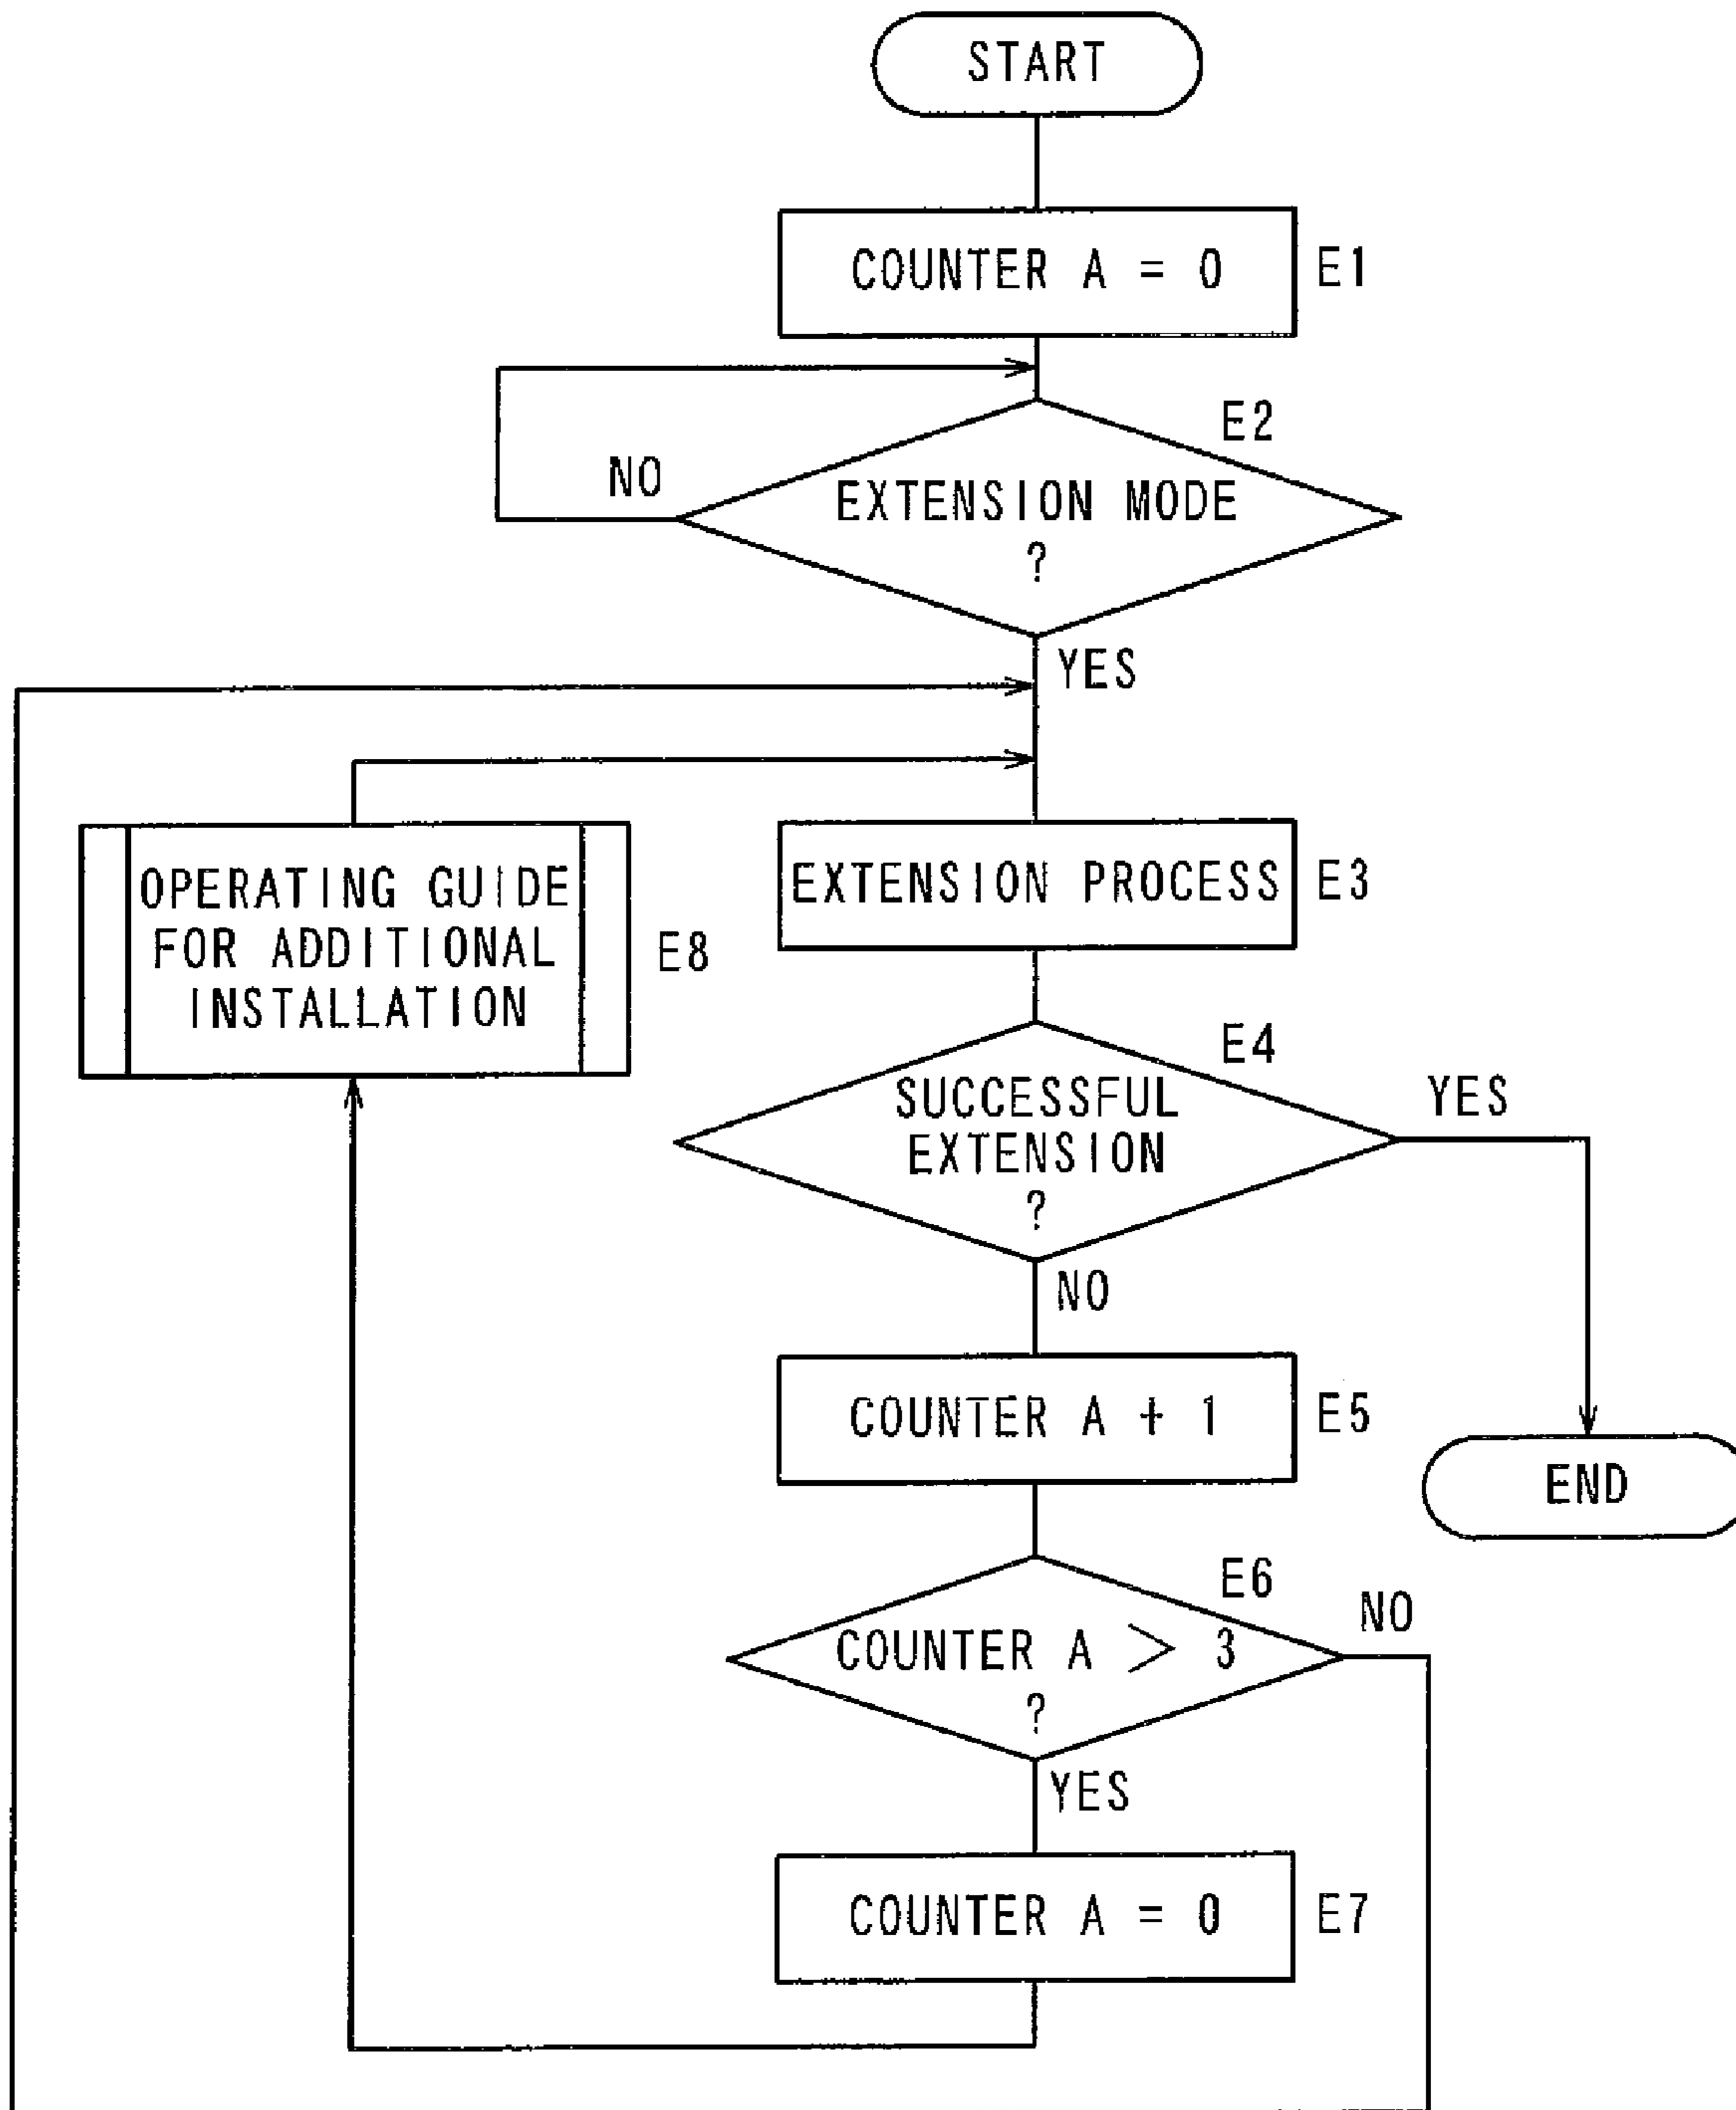 START
COUNTER A = 0
E1
E2
NO
EXTENSION MODE
?
YES
OPERATING GUIDE
FOR ADDITIONAL
INSTALLATION
E8
EXTENSION PROCESS
E3
E4
SUCCESSFUL
EXTENSION
?
YES
NO
COUNTER A + 1
E5
END
E6
NO
COUNTER A > 3
?
YES
COUNTER A = 0
E7